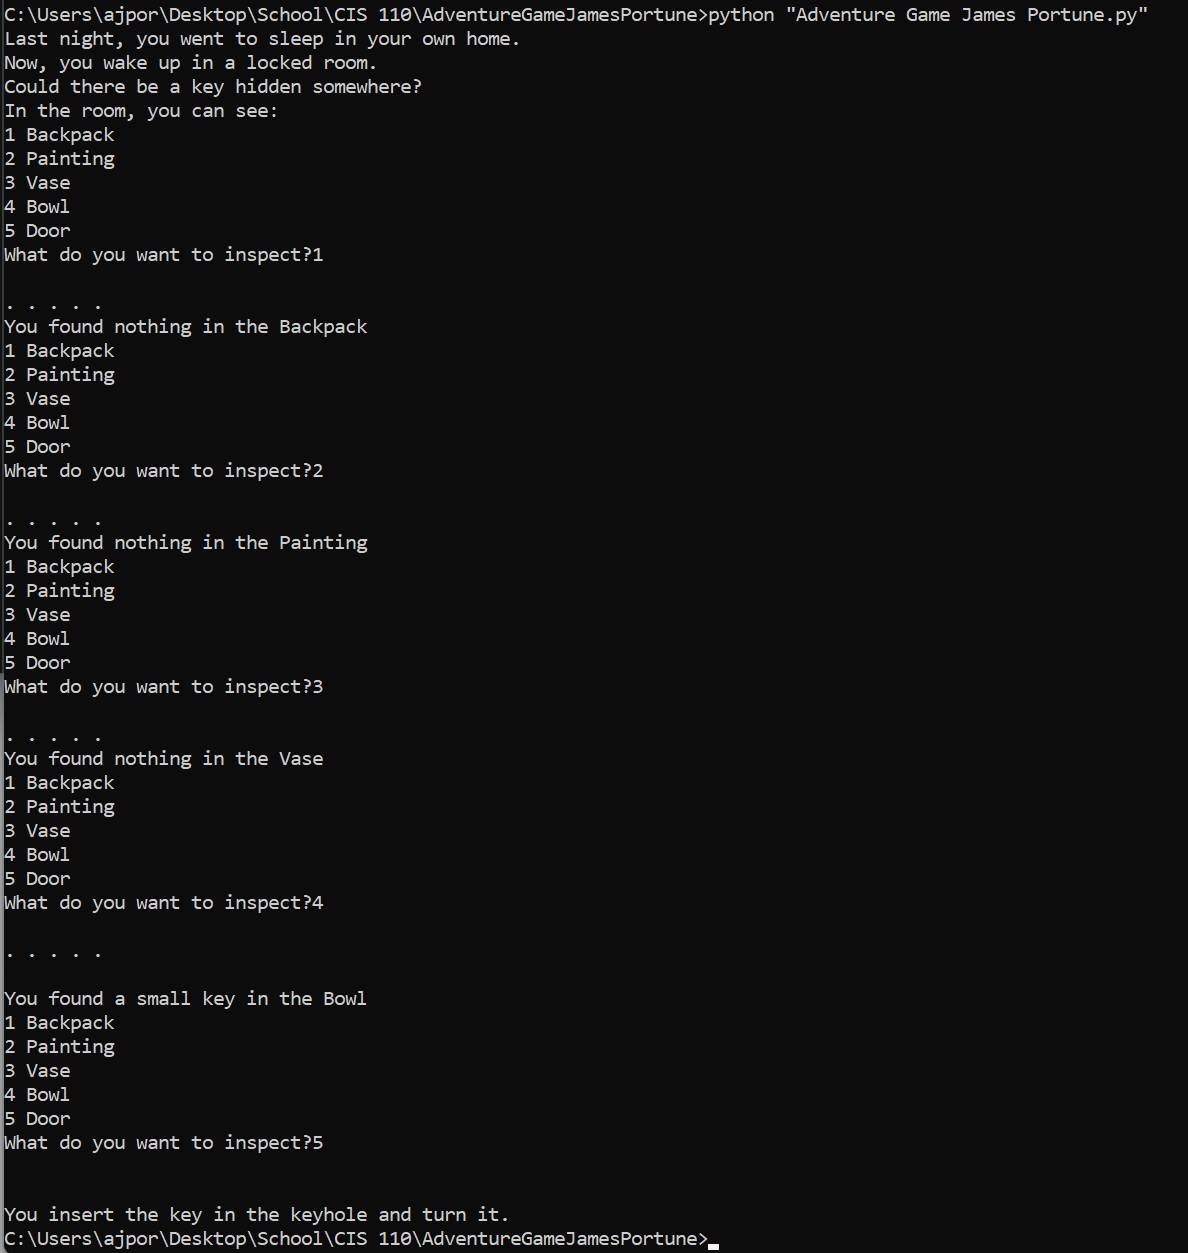 C:\Users\ajpor\Desktop\School\CIS 110\AdventureGameJamesPortune>python "Adventure Game James Portune.py"
Last night, you went to sleep in your own home.
Now, you wake up in a locked room.
Could there be a key hidden somewhere?
In the room, you can see:
1 Backpack
2 Painting
3 Vase
4 Bowl
5 Door
What do you want to inspect?1

. . . . .
You found nothing in the Backpack
1 Backpack
2 Painting
3 Vase
4 Bowl
5 Door
What do you want to inspect?2

. . . . .
You found nothing in the Painting
1 Backpack
2 Painting
3 Vase
4 Bowl
5 Door
What do you want to inspect?3

. . . . .
You found nothing in the Vase
1 Backpack
2 Painting
3 Vase
4 Bowl
5 Door
What do you want to inspect?4

. . . . .

You found a small key in the Bowl
1 Backpack
2 Painting
3 Vase
4 Bowl
5 Door
What do you want to inspect?5


You insert the key in the keyhole and turn it.
C:\Users\ajpor\Desktop\School\CIS 110\AdventureGameJamesPortune>